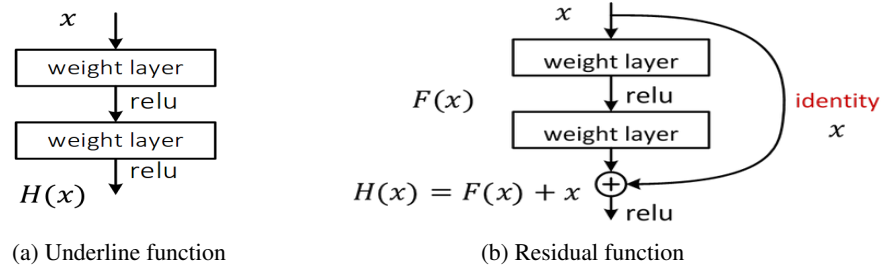 x
weight layer
relu
weight layer
relu
H(x)
(a) Underline function
x
weight layer
F(x)
relu
identity
x
weight layer
H(x) = F(x) + x
+
relu
(b) Residual function